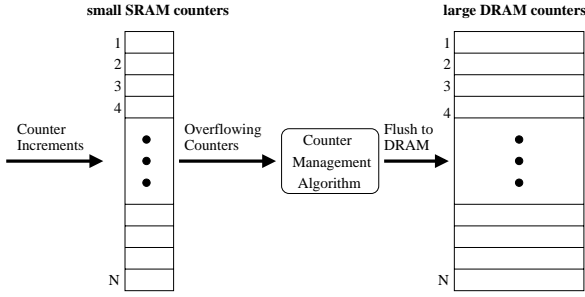 small SRAM counters
large DRAM counters
1
2
3
4
N
Counter
Increments
Overflowing
Counters
Counter
Management
Algorithm
Flush to
DRAM
1
2
3
4
N